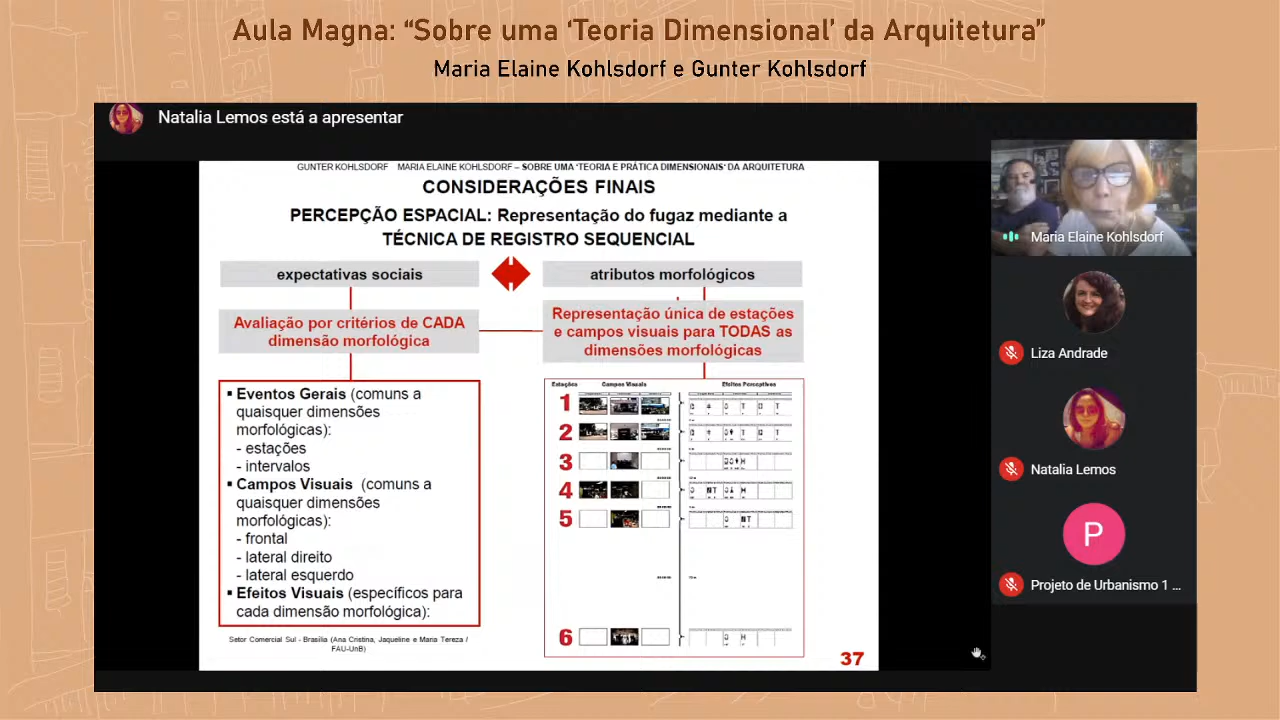 Aula Magna: “Sobre uma ‘Teoria Dimensional’ da Arquitetura”
Maria Elaine Kohlsdorf e Gunter Kohlsdorf
Natalia Lemos está a apresentar
GUNTER KOHLSDORF MARIA ELAINE KOHLSDORF – SOBRE UMA ‘TEORIA E PRÁTICA DIMENSIONAIS’ DA ARQUITETURA
CONSIDERAÇÕES FINAIS
PERCEPÇÃO ESPACIAL: Representação do fugaz mediante a
TÉCNICA DE REGISTRO SEQUENCIAL
expectativas sociais
atributos morfológicos
Avaliação por critérios de CADA
dimensão morfológica
Representação única de estações
e campos visuais para TODAS as
dimensões morfológicas
▪ Eventos Gerais (comuns a
quaisquer dimensões
morfológicas):
- estações
- intervalos
▪ Campos Visuais (comuns a
quaisquer dimensões
morfológicas):
- frontal
- lateral direito
- lateral esquerdo
▪ Efeitos Visuais (específicos para
cada dimensão morfológica):
Setor Comercial Sul - Brasília (Ana Cristina, Jaqueline e Maria Tereza /
FAU-UnB)
Estações Campos Visuais Efeitos Perceptivos
1
2
3
4
5
6
37
Maria Elaine Kohlsdorf
Liza Andrade
Natalia Lemos
P
Projeto de Urbanismo 1 ...